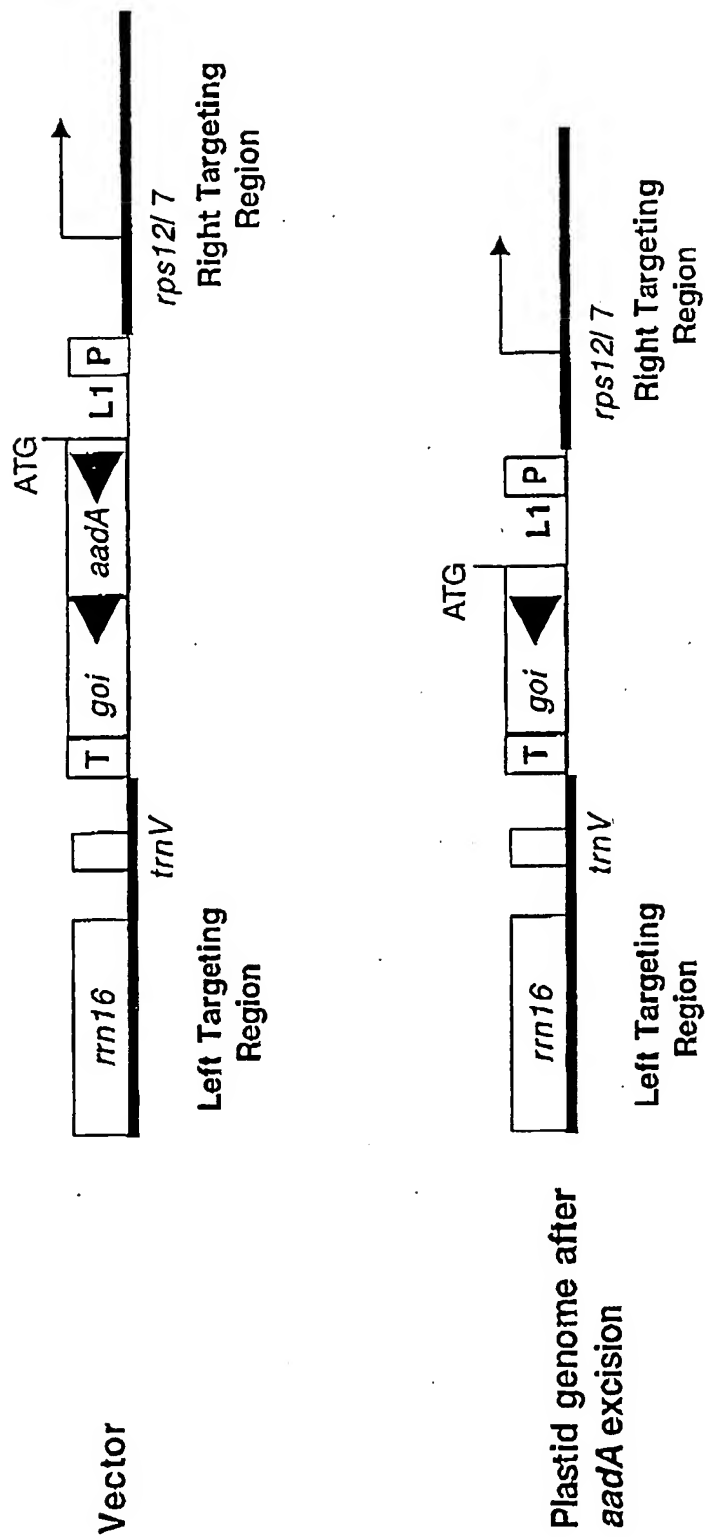 Vector
rrn16
trnV
T
goi
aadA
ATG
L1
P
rps12/7
Left Targeting
Region
Right Targeting
Region
Plastid genome after
aadA excision
rrn16
trnV
T
goi
ATG
L1
P
rps12/7
Left Targeting
Region
Right Targeting
Region